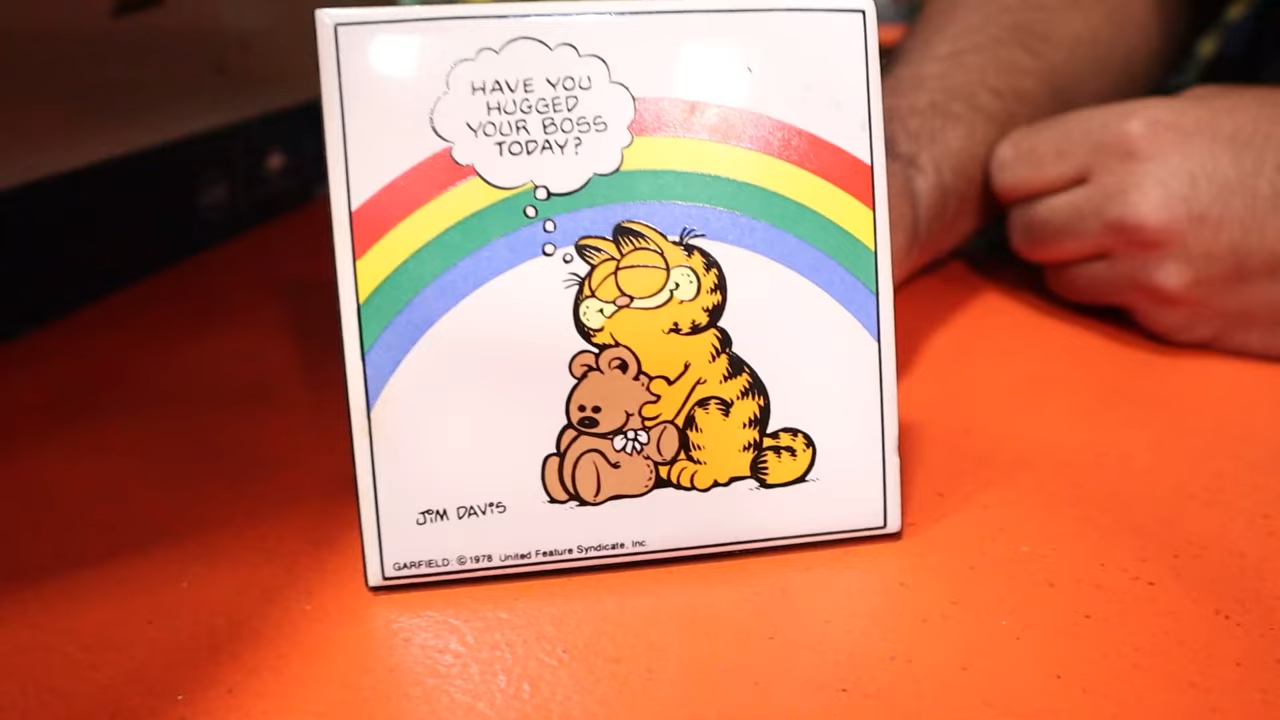 HAVE YOU
HUGGED
YOUR BOSS
TODAY?
JIM DAVIS
GARFIELD: ©1978 United Feature Syndicate, Inc.